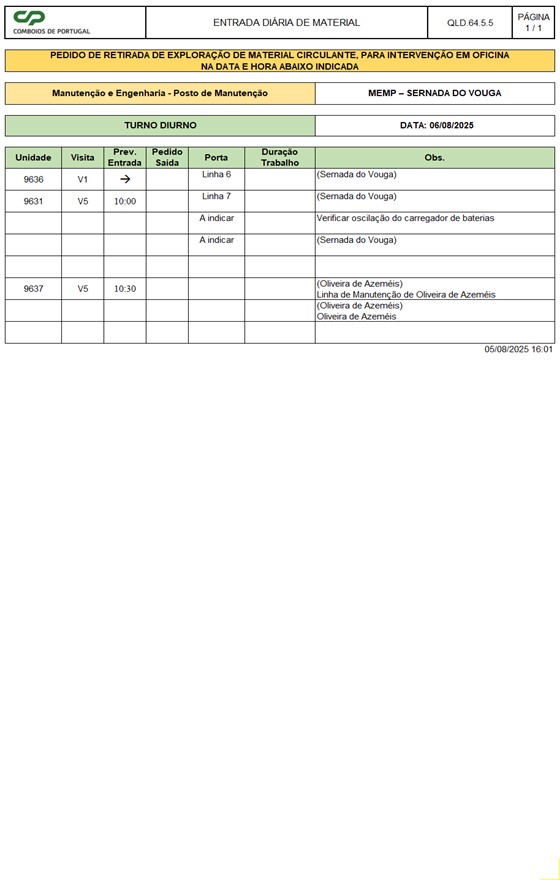 CP
COMBOIOS DE PORTUGAL
ENTRADA DIÁRIA DE MATERIAL
QLD.64.5.5
PÁGINA
1 / 1
PEDIDO DE RETIRADA DE EXPLORAÇÃO DE MATERIAL CIRCULANTE, PARA INTERVENÇÃO EM OFICINA
NA DATA E HORA ABAIXO INDICADA
Manutenção e Engenharia - Posto de Manutenção
MEMP – SERNADA DO VOUGA
TURNO DIURNO
DATA: 06/08/2025
Unidade Visita Prev. Entrada Pedido Saída Porta Duração Trabalho Obs.
9636 V1 → Linha 6 (Sernada do Vouga)
9631 V5 10:00 Linha 7 (Sernada do Vouga)
A indicar Verificar oscilação do carregador de baterias
A indicar (Sernada do Vouga)
9637 V5 10:30 (Oliveira de Azeméis)
Linha de Manutenção de Oliveira de Azeméis
(Oliveira de Azeméis)
Oliveira de Azeméis
05/08/2025 16:01